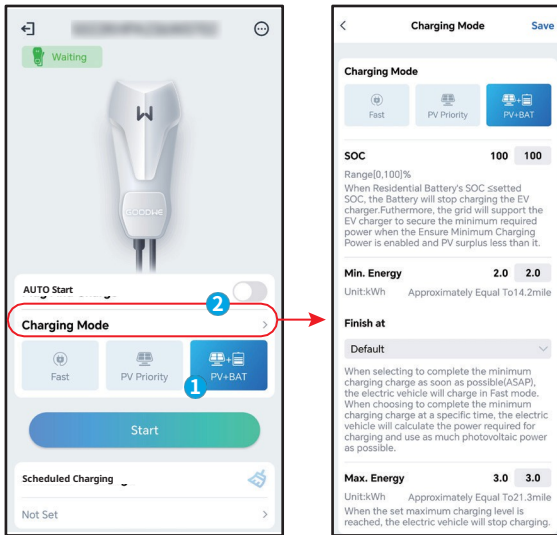 Waiting
GOODWE
AUTO Start
2
Charging Mode
Fast
PV Priority
PV+BAT
1
Start
Scheduled Charging
Not Set
Charging Mode
Save
Charging Mode
Fast
PV Priority
PV+BAT
SOC 100 100
Range[0,100]%
When Residential Battery's SOC ≤setted
SOC, the Battery will stop charging the EV
charger.Futhermore, the grid will support the
EV charger to secure the minimum required
power when the Ensure Minimum Charging
Power is enabled and PV surplus less than it.
Min. Energy 2.0 2.0
Unit:kWh Approximately Equal To14.2mile
Finish at
Default
When selecting to complete the minimum
charging charge as soon as possible(ASAP),
the electric vehicle will charge in Fast mode.
When choosing to complete the minimum
charging charge at a specific time, the electric
vehicle will calculate the power required for
charging and use as much photovoltaic power
as possible.
Max. Energy 3.0 3.0
Unit:kWh Approximately Equal To21.3mile
When the set maximum charging level is
reached, the electric vehicle will stop charging.